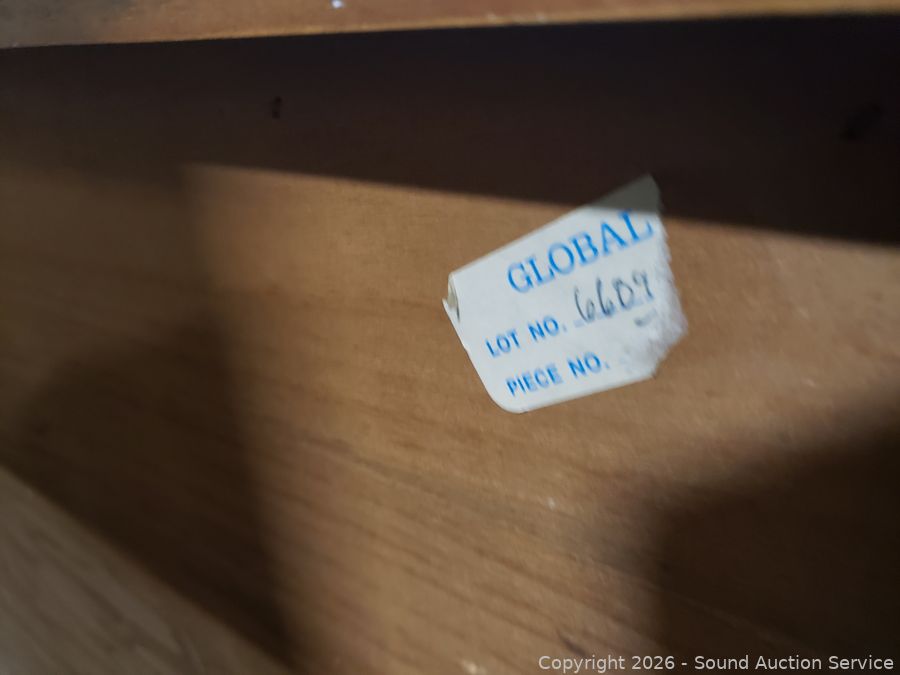 GLOBAL
LOT NO. 6609
PIECE NO.
Copyright © 2026 - Sound Auction Service